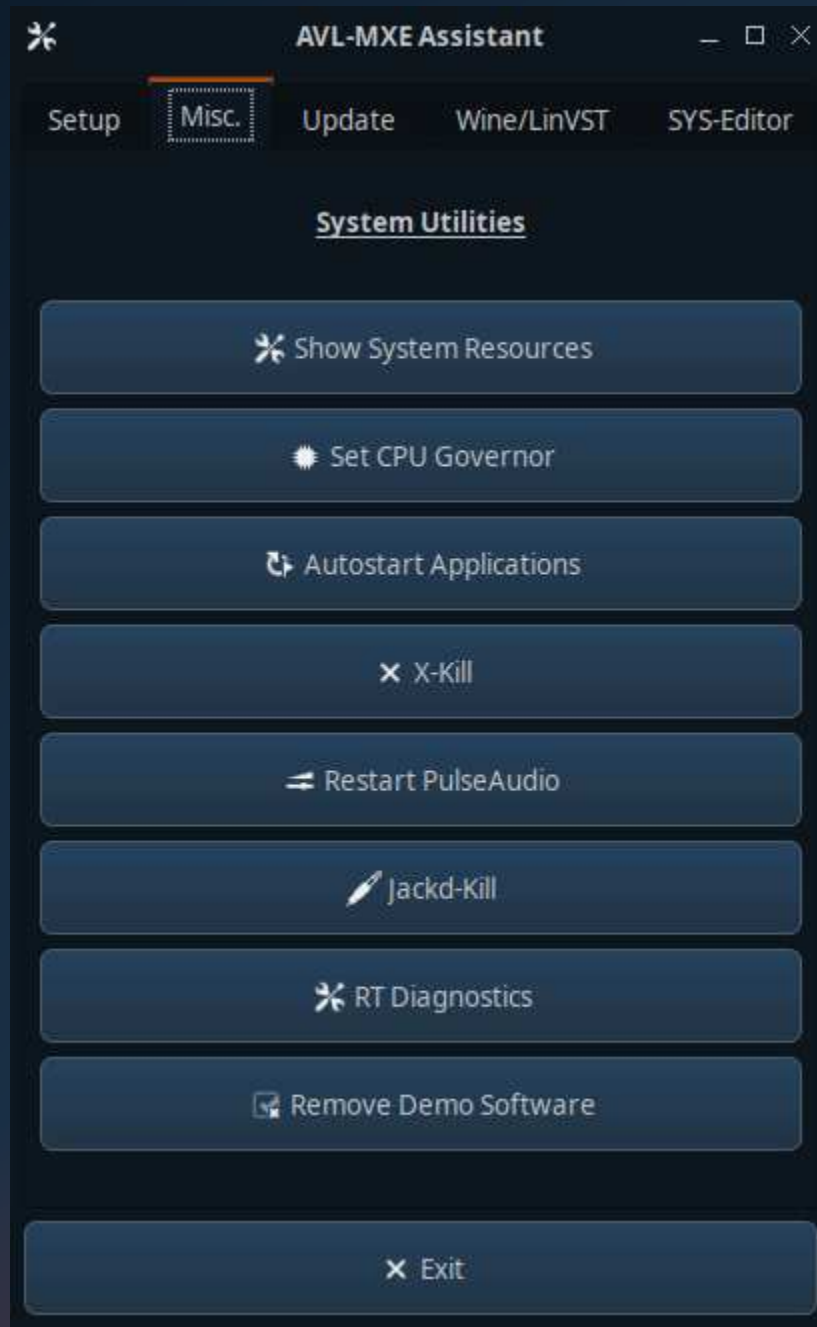 AVL-MXE Assistant
Setup Misc. Update Wine/LinVST SYS-Editor
System Utilities
Show System Resources
Set CPU Governor
Autostart Applications
X-Kill
Restart PulseAudio
Jackd-Kill
RT Diagnostics
Remove Demo Software
Exit